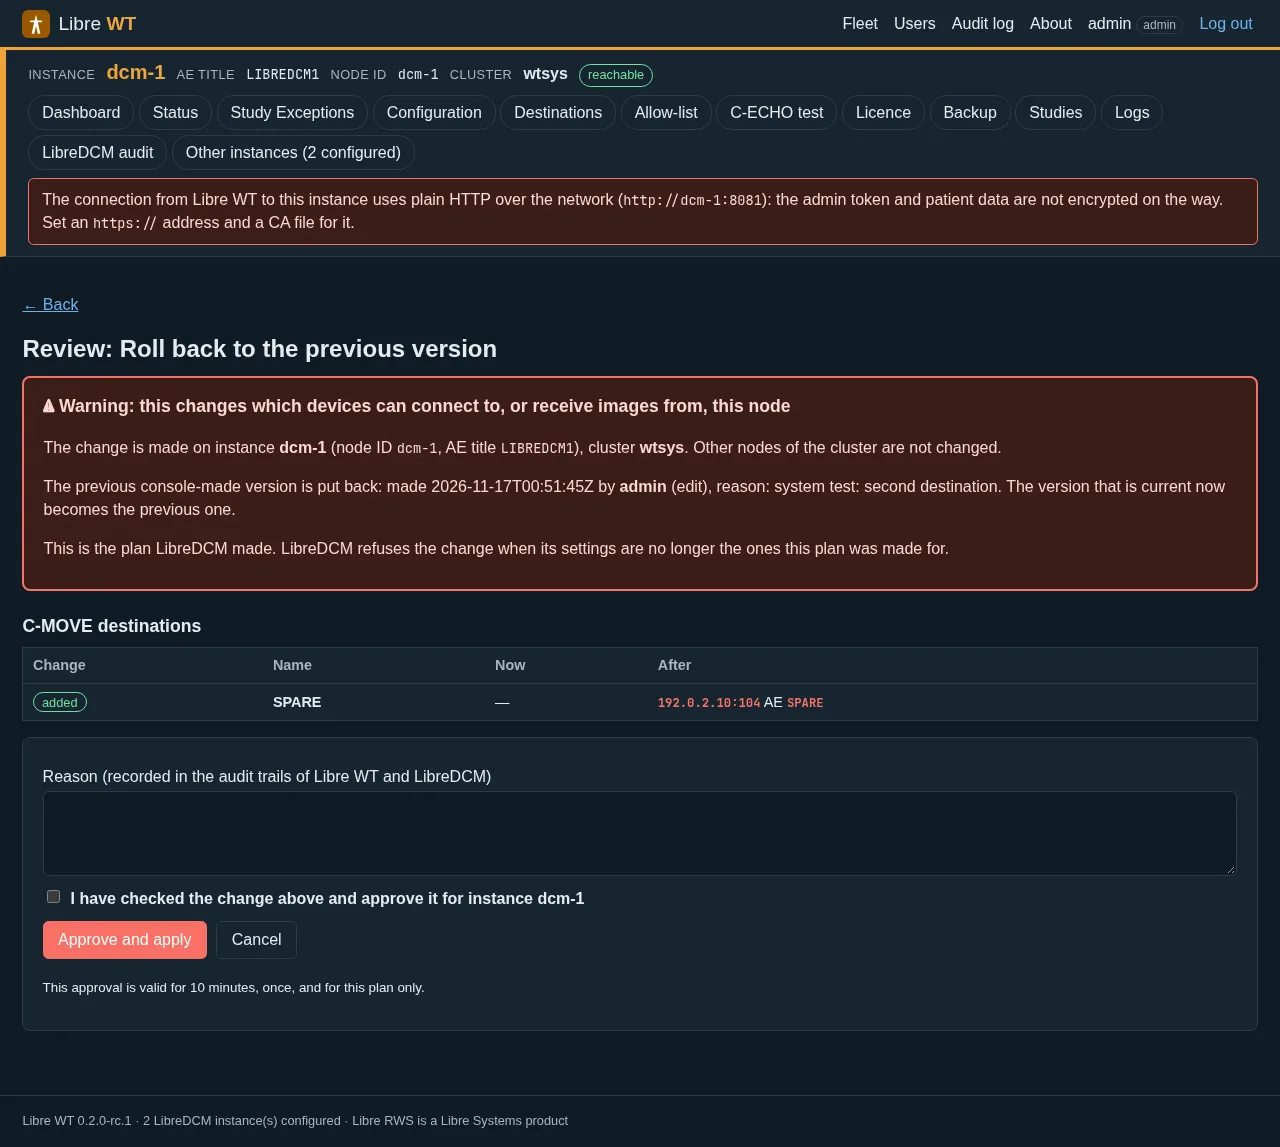 Libre WT
Fleet Users Audit log About admin admin Log out
INSTANCE dcm-1 AE TITLE LIBREDCM1 NODE ID dcm-1 CLUSTER wtsys reachable
Dashboard Status Study Exceptions Configuration Destinations Allow-list C-ECHO test Licence Backup Studies Logs
LibreDCM audit Other instances (2 configured)
The connection from Libre WT to this instance uses plain HTTP over the network (http://dcm-1:8081): the admin token and patient data are not encrypted on the way.
Set an https:// address and a CA file for it.
← Back
Review: Roll back to the previous version
⚠ Warning: this changes which devices can connect to, or receive images from, this node
The change is made on instance dcm-1 (node ID dcm-1, AE title LIBREDCM1), cluster wtsys. Other nodes of the cluster are not changed.
The previous console-made version is put back: made 2026-11-17T00:51:45Z by admin (edit), reason: system test: second destination. The version that is current now
becomes the previous one.
This is the plan LibreDCM made. LibreDCM refuses the change when its settings are no longer the ones this plan was made for.
C-MOVE destinations
Change Name Now After
added SPARE — 192.0.2.10:104 AE SPARE
Reason (recorded in the audit trails of Libre WT and LibreDCM)
I have checked the change above and approve it for instance dcm-1
Approve and apply Cancel
This approval is valid for 10 minutes, once, and for this plan only.
Libre WT 0.2.0-rc.1 · 2 LibreDCM instance(s) configured · Libre RWS is a Libre Systems product